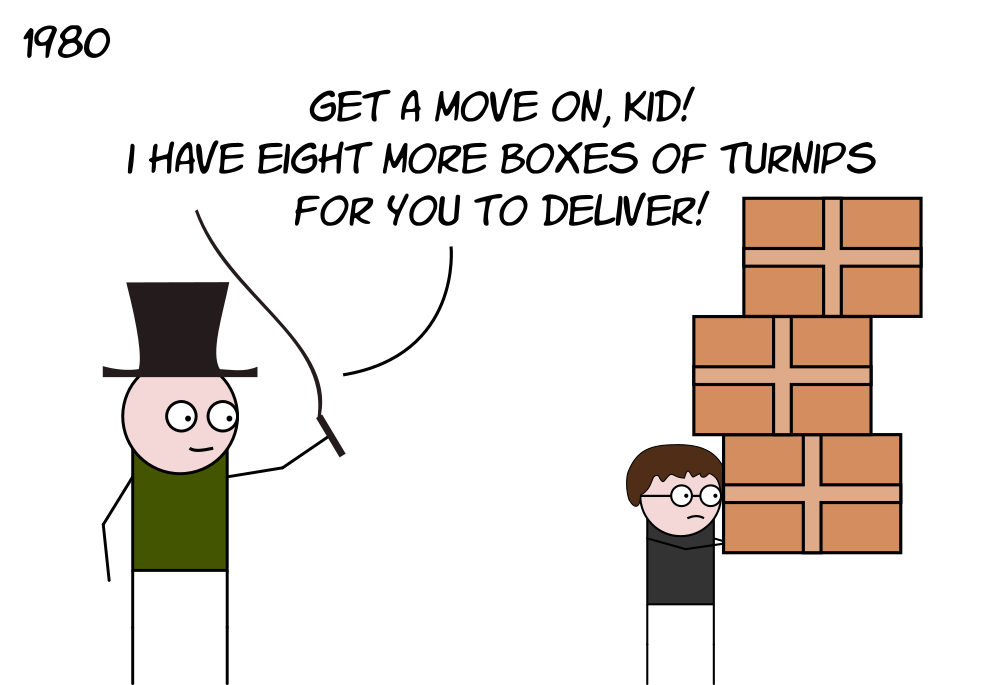 1980
GET A MOVE ON, KID!
I HAVE EIGHT MORE BOXES OF TURNIPS
FOR YOU TO DELIVER!